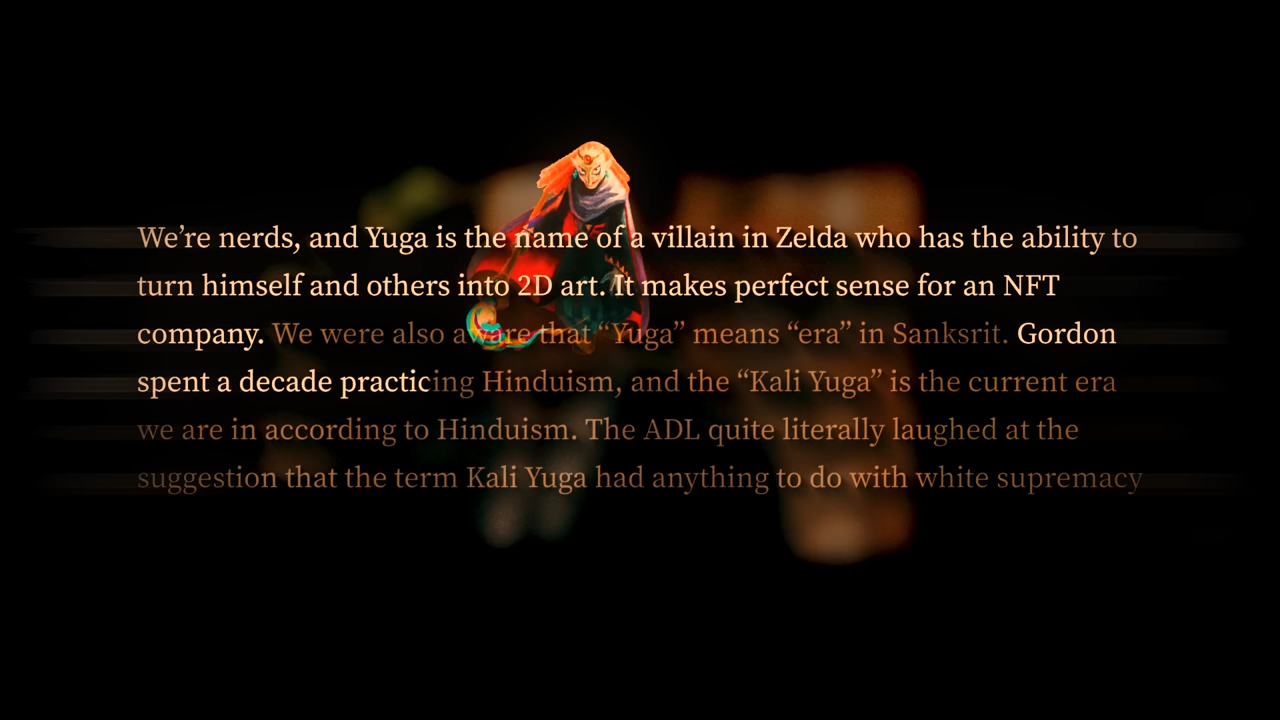 We’re nerds, and Yuga is the name of a villain in Zelda who has the ability to
turn himself and others into 2D art. It makes perfect sense for an NFT
company. We were also aware that “Yuga” means “era” in Sanksrit. Gordon
spent a decade practicing Hinduism, and the “Kali Yuga” is the current era
we are in according to Hinduism. The ADL quite literally laughed at the
suggestion that the term Kali Yuga had anything to do with white supremacy